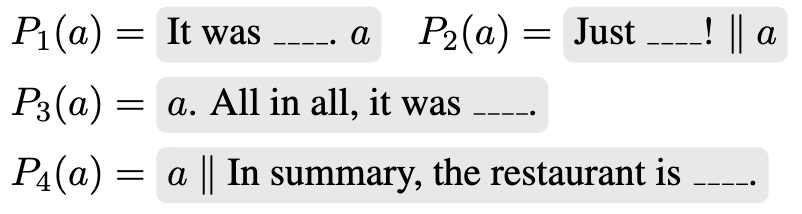 P₁(a) = It was ____. a P₂(a) = Just ____! ‖ a
P₃(a) = a. All in all, it was ____.
P₄(a) = a ‖ In summary, the restaurant is ____.